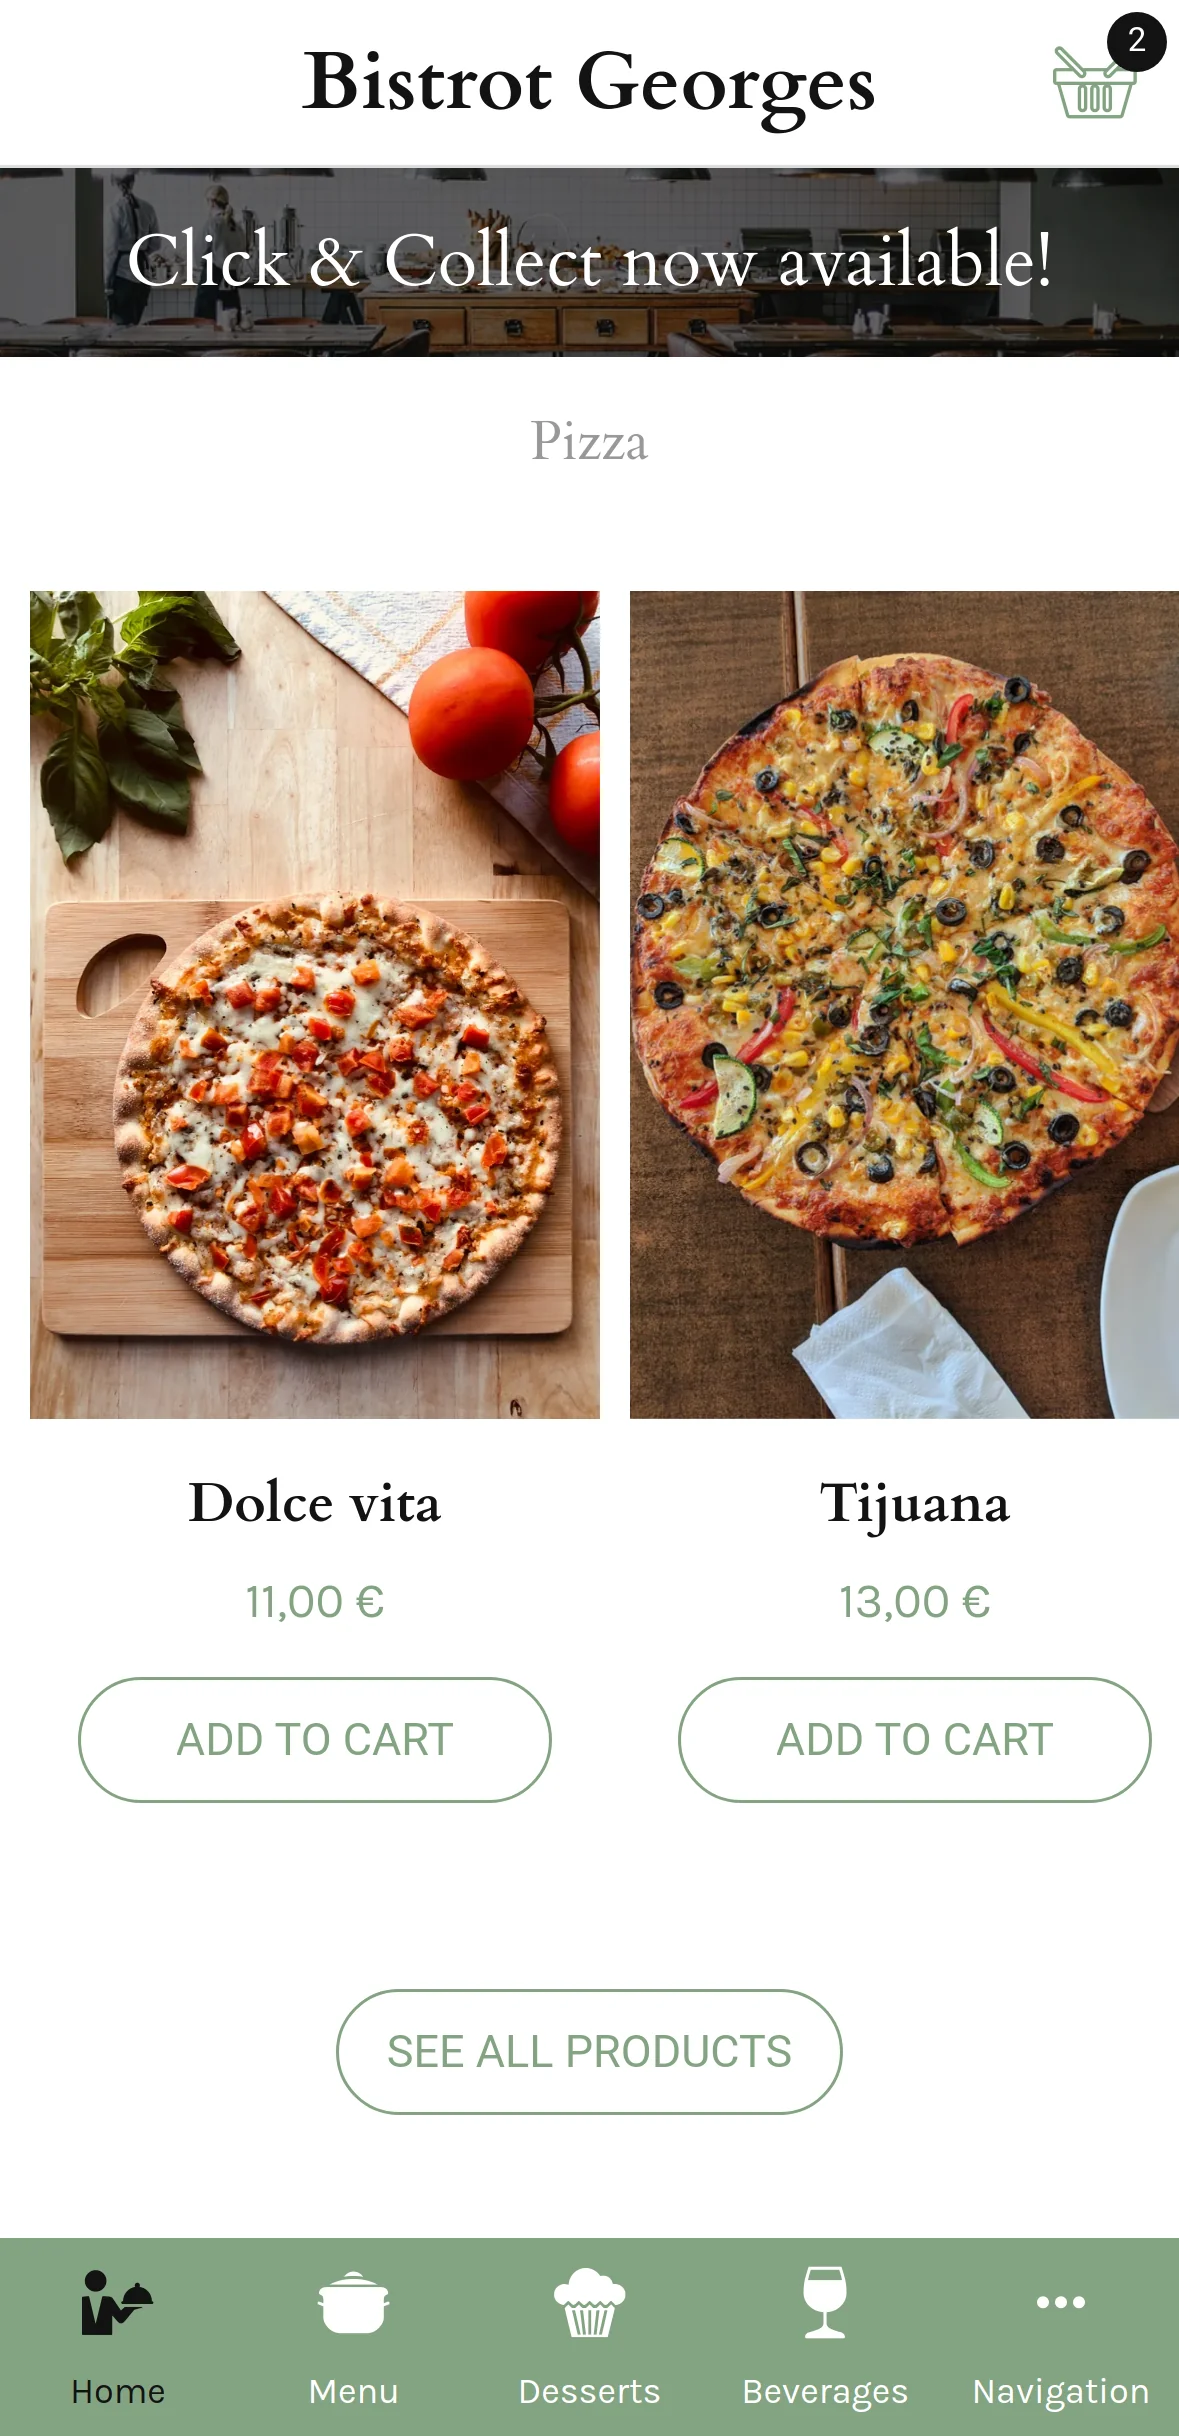 Bistrot Georges
2
Click & Collect now available!
Pizza
Dolce vita
Tijuana
11,00 €
13,00 €
ADD TO CART
ADD TO CART
SEE ALL PRODUCTS
Home
Menu
Desserts
Beverages
Navigation